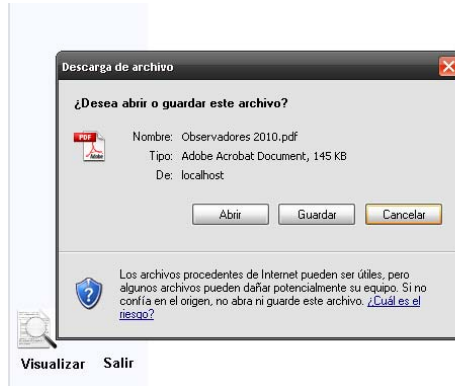 Descarga de archivo
¿Desea abrir o guardar este archivo?
PDF
Adobe
Nombre: Observadores 2010.pdf
Tipo: Adobe Acrobat Document, 145 KB
De: localhost
Abrir Guardar Cancelar
Los archivos procedentes de Internet pueden ser útiles, pero
algunos archivos pueden dañar potencialmente su equipo. Si no
confía en el origen, no abra ni guarde este archivo. ¿Cuál es el
riesgo?
Visualizar Salir